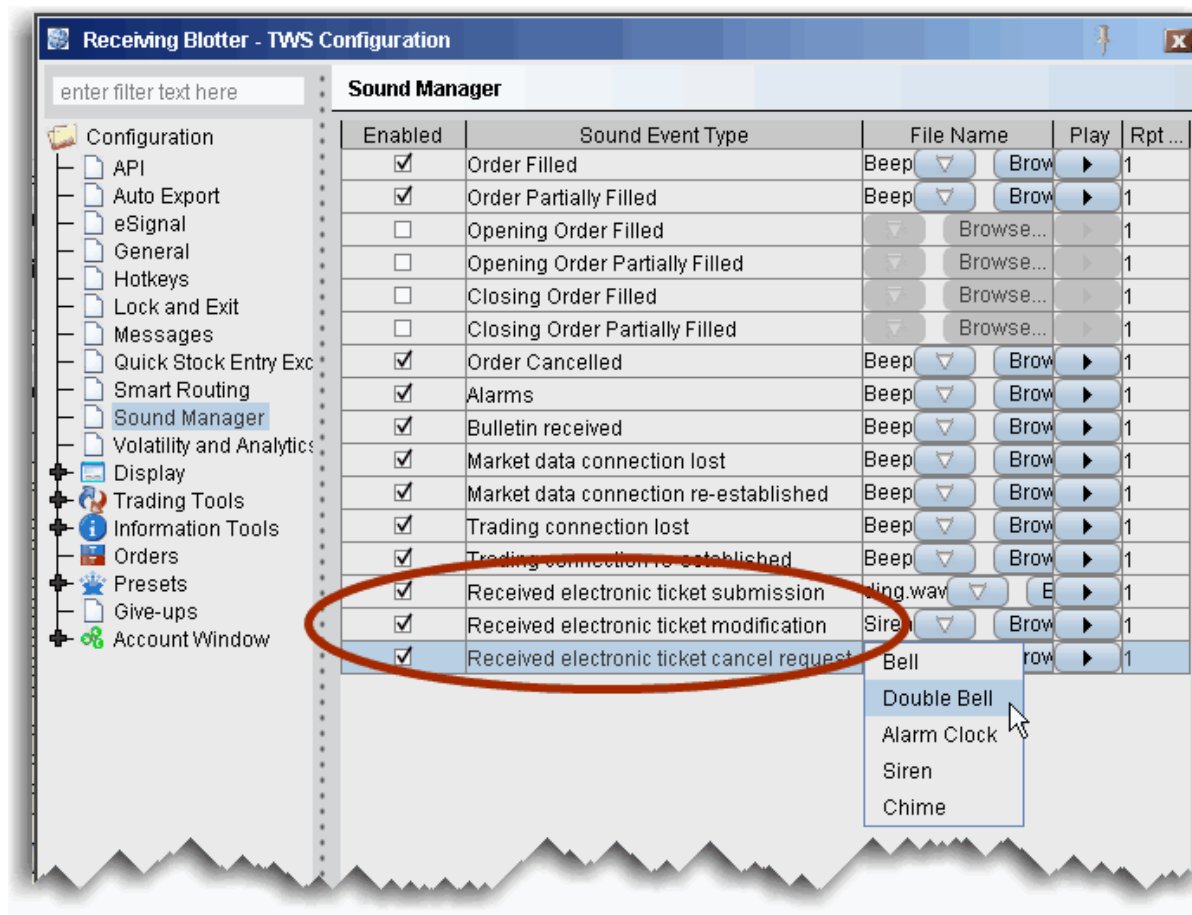 Receiving Blotter - TWS Configuration
enter filter text here
Configuration
API
Auto Export
eSignal
General
Hotkeys
Lock and Exit
Messages
Quick Stock Entry Exc
Smart Routing
Sound Manager
Volatility and Analytics
Display
Trading Tools
Information Tools
Orders
Presets
Give-ups
Account Window
Sound Manager
Enabled Sound Event Type File Name Play Rpt ...
Order Filled Beep Brow 1
Order Partially Filled Beep Brow 1
Opening Order Filled Browse... 1
Opening Order Partially Filled Browse... 1
Closing Order Filled Browse... 1
Closing Order Partially Filled Browse... 1
Order Cancelled Beep Brow 1
Alarms Beep Brow 1
Bulletin received Beep Brow 1
Market data connection lost Beep Brow 1
Market data connection re-established Beep Brow 1
Trading connection lost Beep Brow 1
Trading connection re-established Beep Brow 1
Received electronic ticket submission ding.wav E 1
Received electronic ticket modification Siren Brow 1
Received electronic ticket cancel request row 1
Bell
Double Bell
Alarm Clock
Siren
Chime